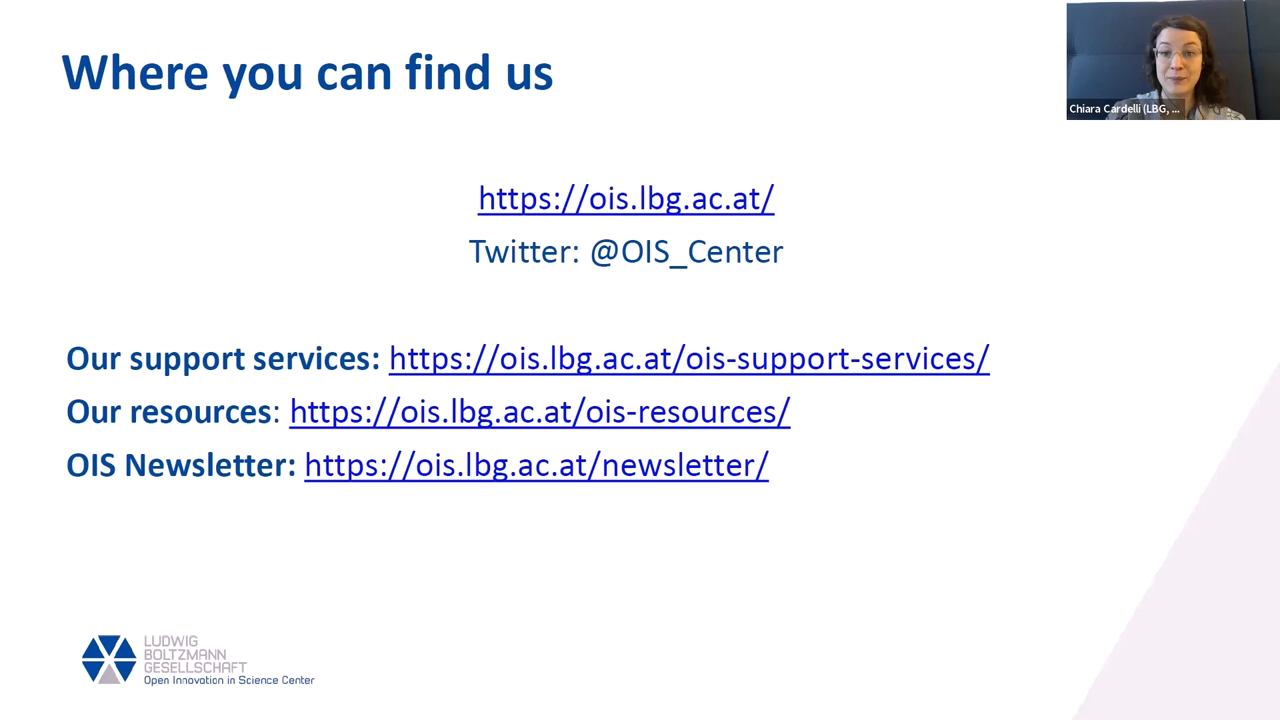 Where you can find us
Chiara Cardelli (LBG, ...
https://ois.lbg.ac.at/
Twitter: @OIS_Center
Our support services: https://ois.lbg.ac.at/ois-support-services/
Our resources: https://ois.lbg.ac.at/ois-resources/
OIS Newsletter: https://ois.lbg.ac.at/newsletter/
LUDWIG
BOLTZMANN
GESELLSCHAFT
Open Innovation in Science Center